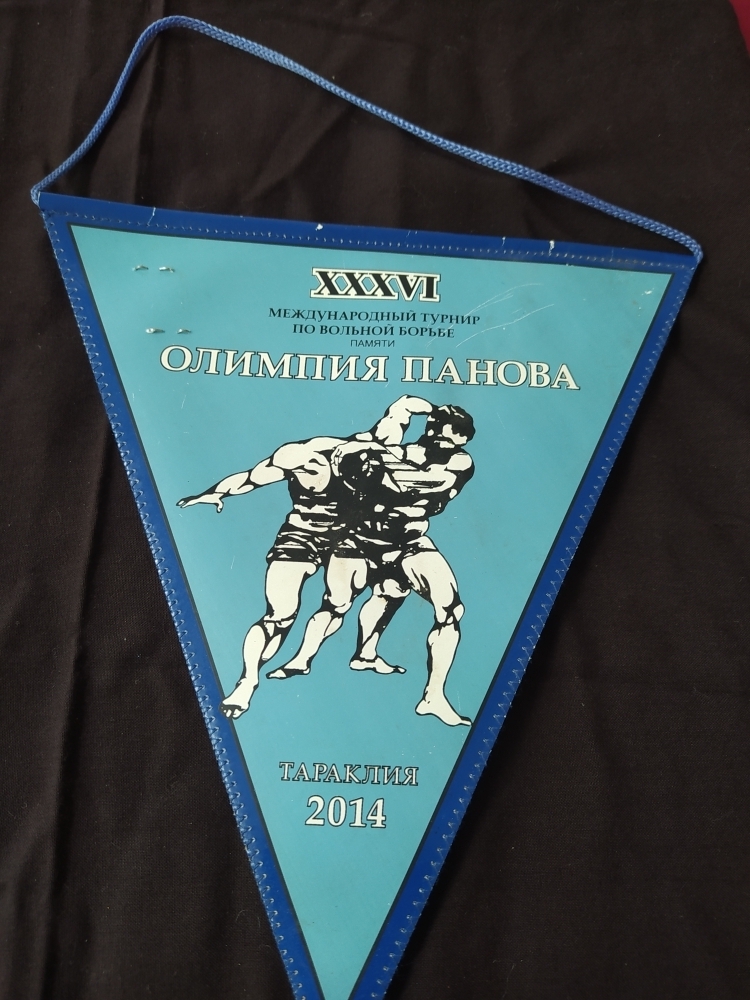 XXXVI
МЕЖДУНАРОДНЫЙ ТУРНИР
ПО ВОЛЬНОЙ БОРЬБЕ
ПАМЯТИ
ОЛИМПИЯ ПАНОВА
ТАРАКЛИЯ
2014